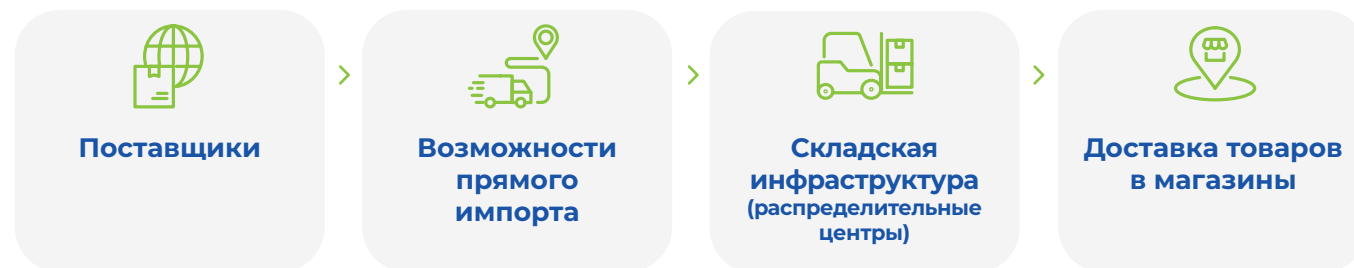 Поставщики
Возможности
прямого
импорта
Складская
инфраструктура
(распределительные
центры)
Доставка товаров
в магазины